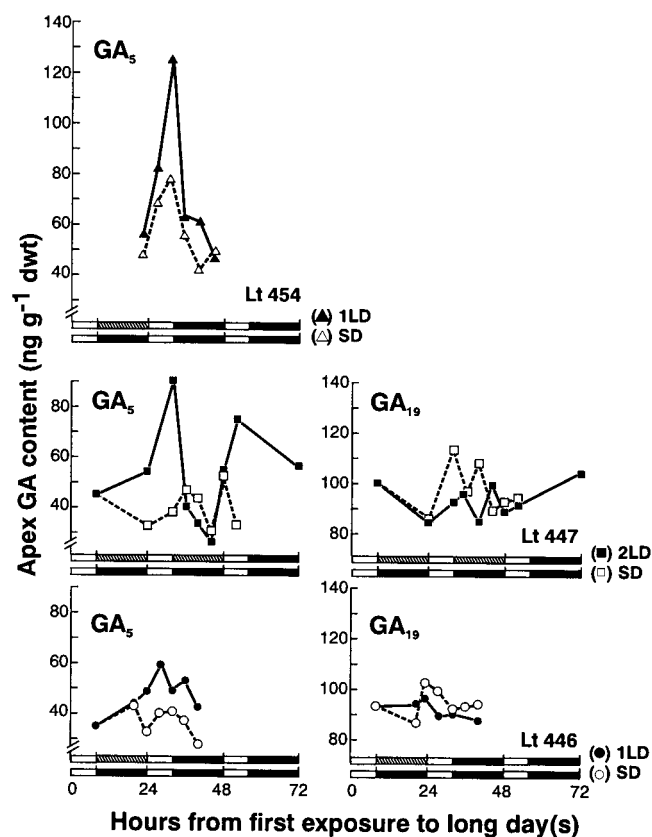 Apex GA content (ng g⁻¹ dwt)
140
120
100
80
60
40
GA₅
Lt 454
(▲) 1LD
(△) SD
80
60
40
GA₅
140
120
100
80
GA₁₉
Lt 447
(■) 2LD
(□) SD
80
60
40
GA₅
0
24
48
72
140
120
100
80
GA₁₉
Lt 446
(●) 1LD
(○) SD
0
24
48
72
Hours from first exposure to long day(s)